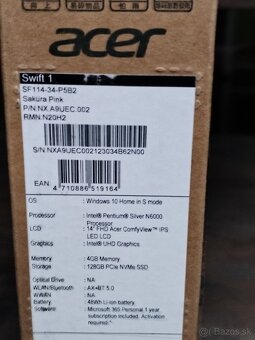 acer
Swift 1
SF114-34-P5B2
Sakura Pink
P/N:NX.A9UEC.002
RMN:N20H2
S/N:NXA9UEC002123034B62N00
EAN
4 710886 519164
OS : Windows 10 Home in S mode
Processor : Intel® Pentium® Silver N6000
Screen : 14" FHD Acer ComfyView™ IPS
LED LCD
Graphics : Intel® UHD Graphics
Memory : 4GB Memory
Storage : 128GB PCIe NVMe SSD
Optical Drive : NA
WLAN/Bluetooth : AX+BT 5.0
WWAN : NA
Battery : 48Wh Li-ion battery
Software : Microsoft 365 Personal 1 year
subscription included. Activation
required.
bazos.sk